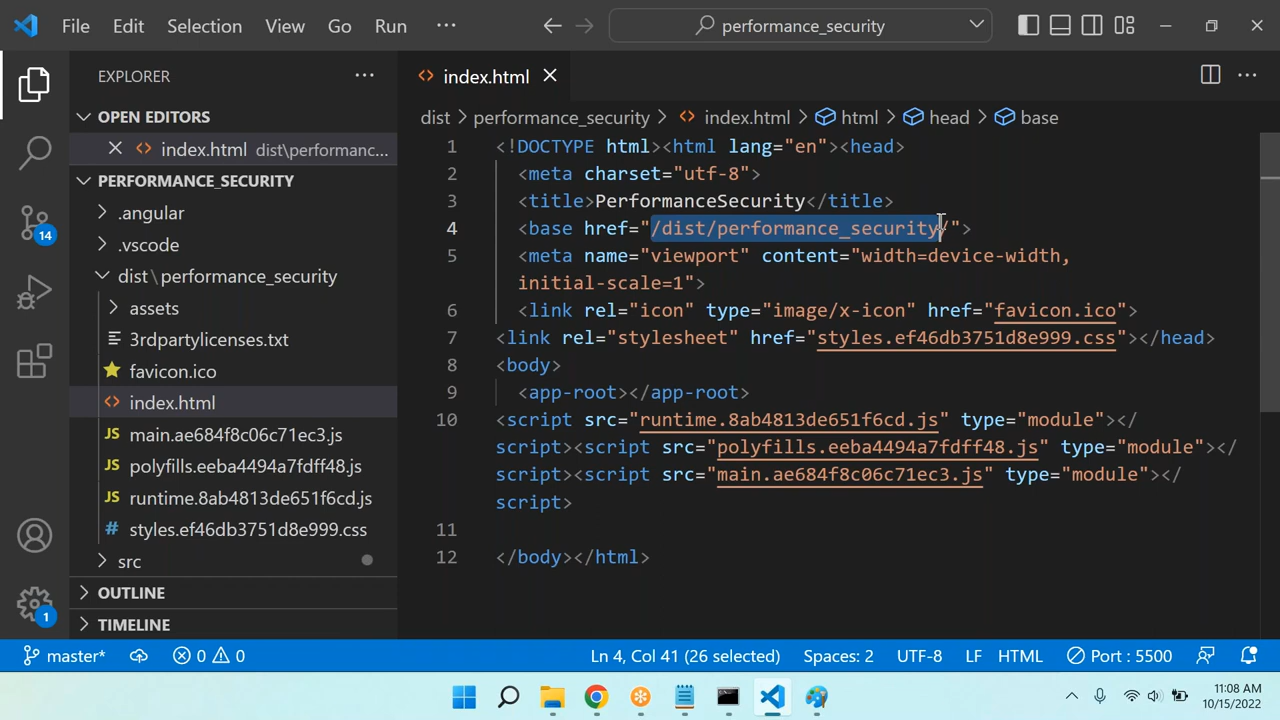 File Edit Selection View Go Run ··· performance_security
EXPLORER ···
OPEN EDITORS
index.html dist\performanc...
PERFORMANCE_SECURITY
.angular
.vscode
dist \ performance_security
assets
3rdpartylicenses.txt
favicon.ico
index.html
JS main.ae684f8c06c71ec3.js
JS polyfills.eeba4494a7fdff48.js
JS runtime.8ab4813de651f6cd.js
# styles.ef46db3751d8e999.css
src
OUTLINE
TIMELINE
14
1
index.html
dist > performance_security > index.html > html > head > base
1 <!DOCTYPE html><html lang="en"><head>
2 <meta charset="utf-8">
3 <title>PerformanceSecurity</title>
4 <base href="/dist/performance_security/">
5 <meta name="viewport" content="width=device-width,
initial-scale=1">
6 <link rel="icon" type="image/x-icon" href="favicon.ico">
7 <link rel="stylesheet" href="styles.ef46db3751d8e999.css"></head>
8 <body>
9 <app-root></app-root>
10 <script src="runtime.8ab4813de651f6cd.js" type="module"></
script><script src="polyfills.eeba4494a7fdff48.js" type="module"></
script><script src="main.ae684f8c06c71ec3.js" type="module"></
script>
11
12 </body></html>
master* 0 0 Ln 4, Col 41 (26 selected) Spaces: 2 UTF-8 LF HTML Port : 5500
11:08 AM
10/15/2022